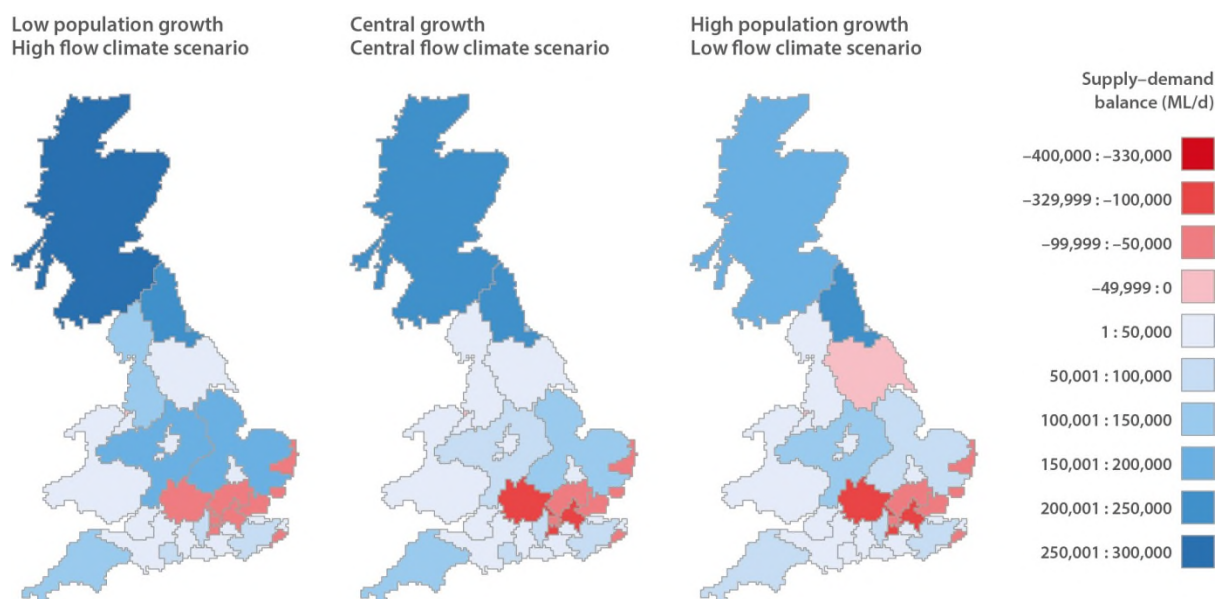 Low population growth
High flow climate scenario
Central growth
Central flow climate scenario
High population growth
Low flow climate scenario
Supply–demand
balance (ML/d)
–400,000 : –330,000
–329,999 : –100,000
–99,999 : –50,000
–49,999 : 0
1 : 50,000
50,001 : 100,000
100,001 : 150,000
150,001 : 200,000
200,001 : 250,000
250,001 : 300,000